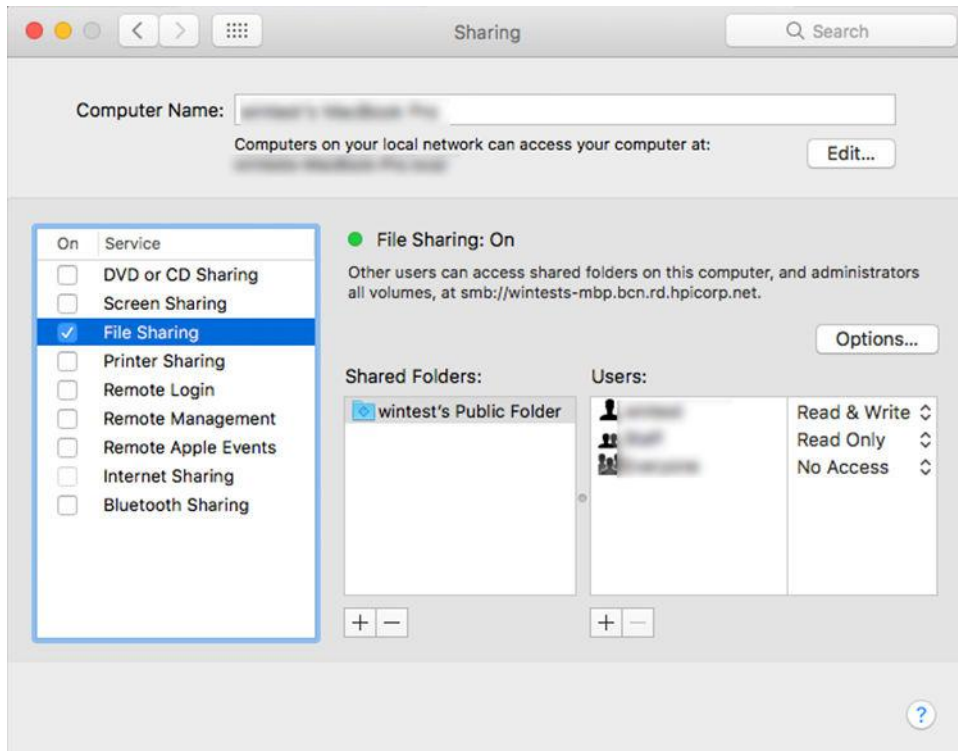 Sharing
Search
Computer Name:
Computers on your local network can access your computer at:
Edit...
On Service
DVD or CD Sharing
Screen Sharing
File Sharing
Printer Sharing
Remote Login
Remote Management
Remote Apple Events
Internet Sharing
Bluetooth Sharing
File Sharing: On
Other users can access shared folders on this computer, and administrators
all volumes, at smb://wintests-mbp.bcn.rd.hpicorp.net.
Options...
Shared Folders:
wintest's Public Folder
Users:
Read & Write
Read Only
No Access
+ −
+ −
?